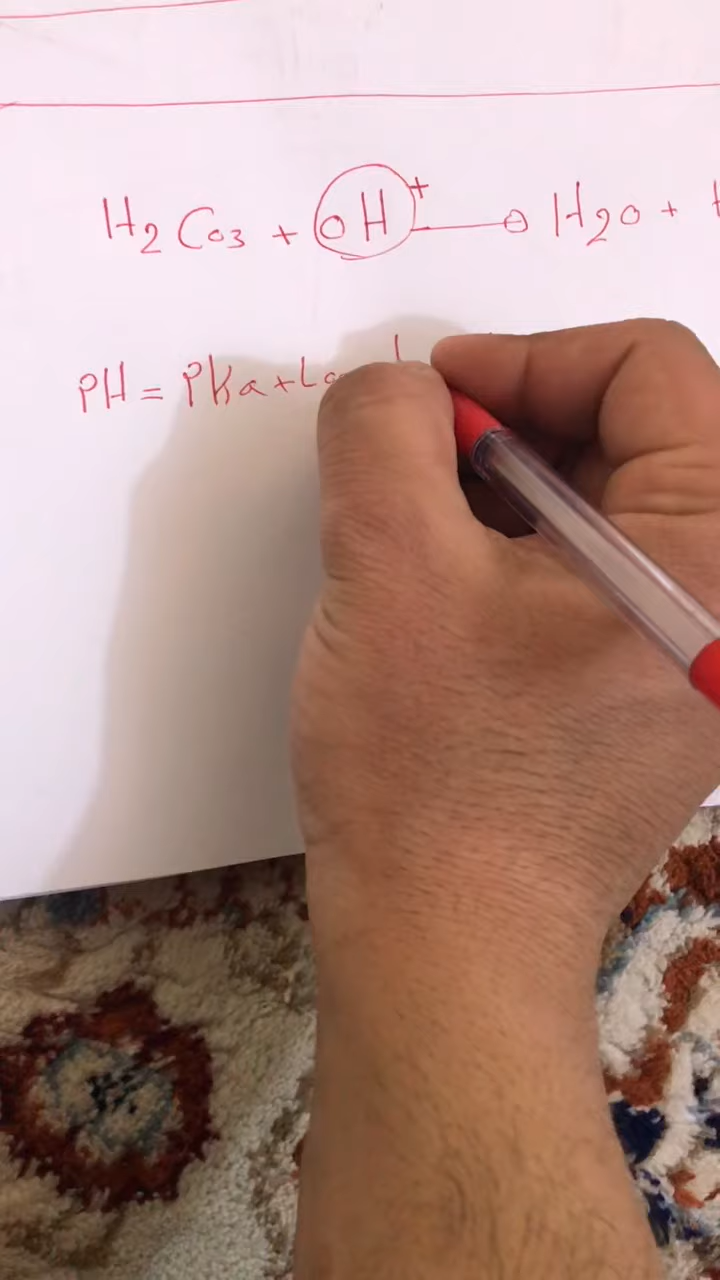 H2Co3 + OH+ → H2O +
PH = PKa + Lo